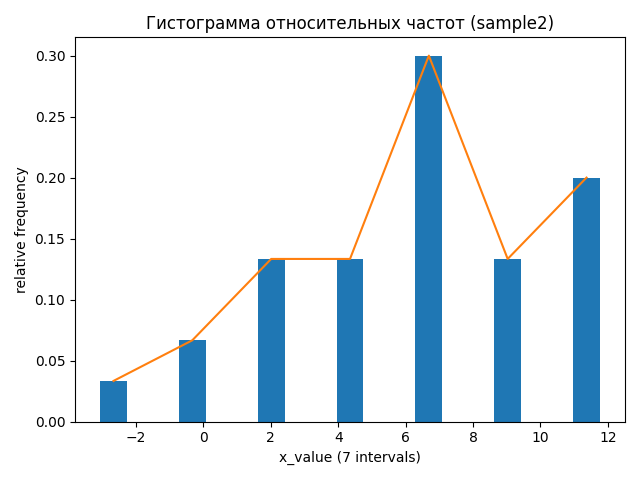 Гистограмма относительных частот (sample2)
relative frequency
0.30
0.25
0.20
0.15
0.10
0.05
0.00
−2 0 2 4 6 8 10 12
x_value (7 intervals)